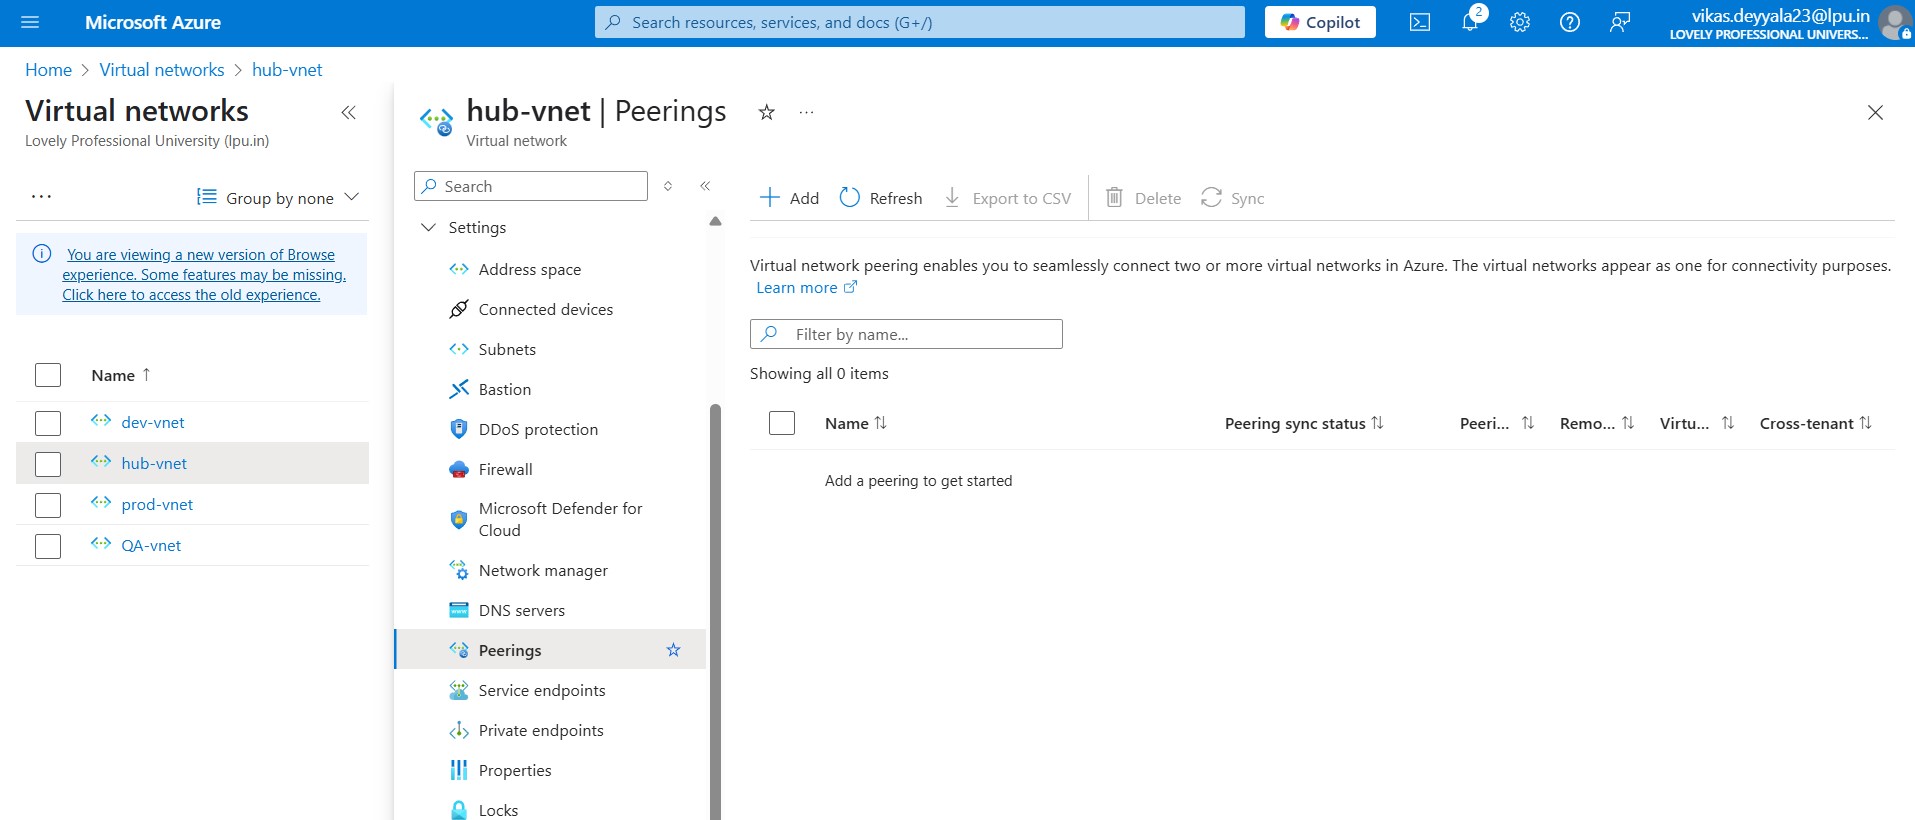 Microsoft Azure
Search resources, services, and docs (G+/)
Copilot
2
vikas.deyyala23@lpu.in
LOVELY PROFESSIONAL UNIVERS...
Home > Virtual networks > hub-vnet
Virtual networks
Lovely Professional University (lpu.in)
...
Group by none
You are viewing a new version of Browse
experience. Some features may be missing.
Click here to access the old experience.
Name ↑
dev-vnet
hub-vnet
prod-vnet
QA-vnet
hub-vnet | Peerings
...
Virtual network
Search
Settings
Address space
Connected devices
Subnets
Bastion
DDoS protection
Firewall
Microsoft Defender for
Cloud
Network manager
DNS servers
Peerings
Service endpoints
Private endpoints
Properties
Locks
Add
Refresh
Export to CSV
Delete
Sync
Virtual network peering enables you to seamlessly connect two or more virtual networks in Azure. The virtual networks appear as one for connectivity purposes.
Learn more
Filter by name...
Showing all 0 items
Name ↑↓ Peering sync status ↑↓ Peeri... ↑↓ Remo... ↑↓ Virtu... ↑↓ Cross-tenant ↑↓
Add a peering to get started